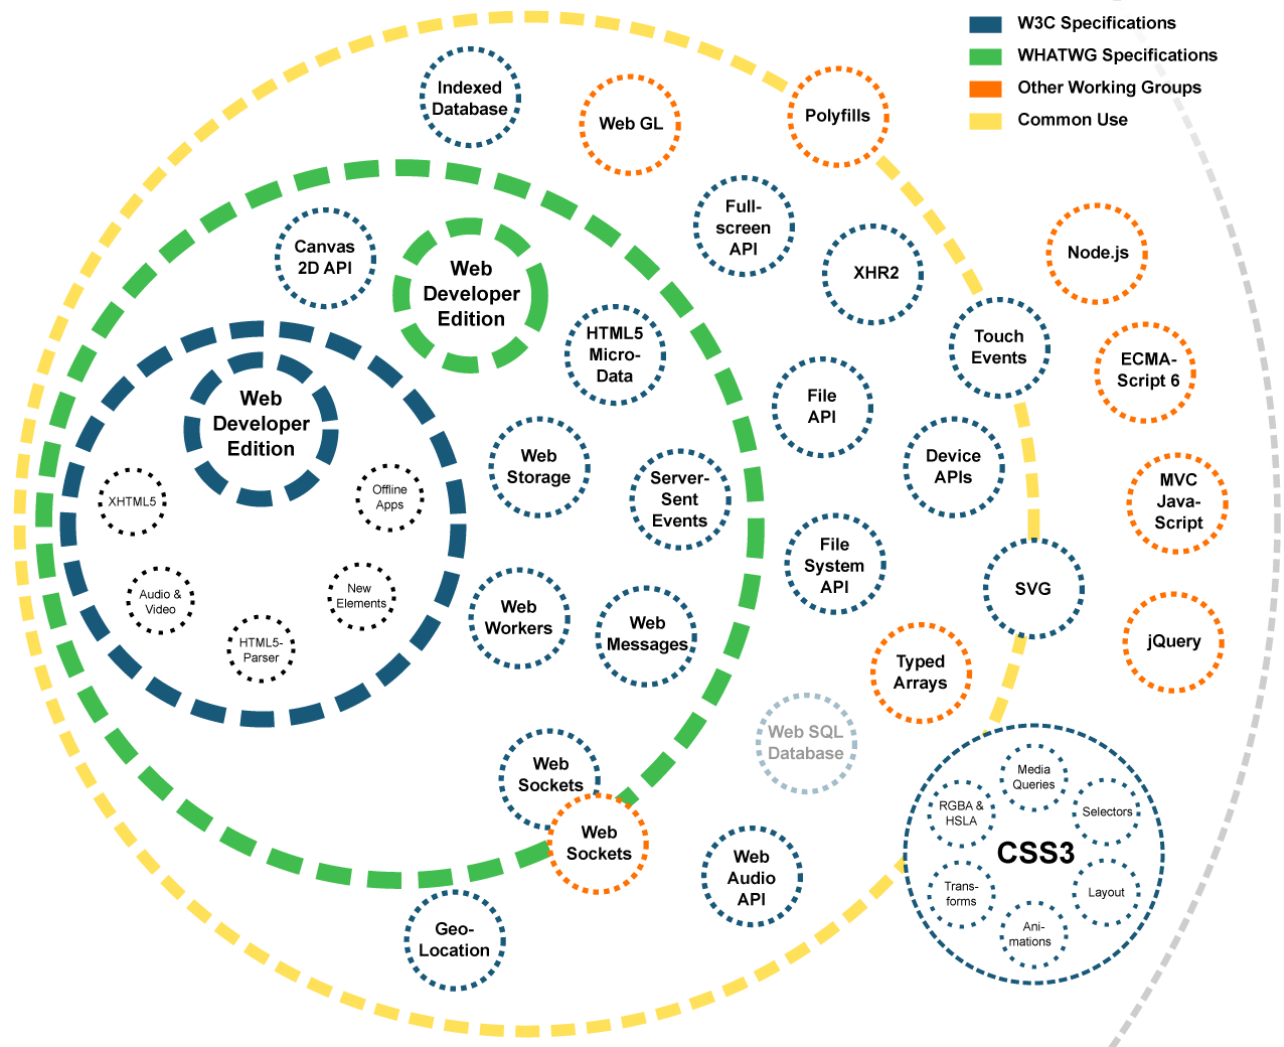 W3C Specifications
WHATWG Specifications
Other Working Groups
Common Use
Indexed
Database
Web GL
Polyfills
Full-
screen
API
XHR2
Node.js
Canvas
2D API
Web
Developer
Edition
HTML5
Micro-
Data
Touch
Events
ECMA-
Script 6
Web
Developer
Edition
File
API
Device
APIs
MVC
Java-
Script
XHTML5
Offline
Apps
Web
Storage
Server-
Sent
Events
File
System
API
SVG
Audio &
Video
New
Elements
HTML5-
Parser
Web
Workers
Web
Messages
Typed
Arrays
jQuery
Web SQL
Database
Web
Sockets
Web
Sockets
Web
Audio
API
Geo-
Location
Media
Queries
RGBA &
HSLA
Selectors
CSS3
Trans-
forms
Layout
Ani-
mations